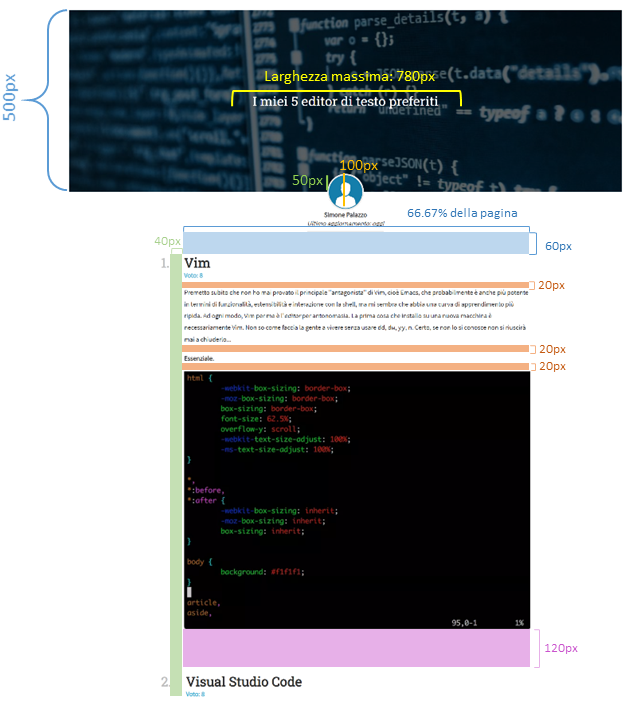 function parse_details(t, a) {
var o = {};
try {
JSON.parse(t.data("details")),
Larghezza massima: 780px
} catch (t) {
I miei 5 editor di testo preferiti
return "undefined" == typeof a ?
500px
function parseJSON(t) {
"object" != typeof t)
100px
50px
Simone Palazzo
Ultimo aggiornamento: oggi
66.67% della pagina
40px
60px
1.
Vim
Voto: 8
20px
Premetto subito che non ho mai provato il principale "antagonista" di Vim, cioè Emacs, che probabilmente è anche più potente
in termini di funzionalità, estensibilità e interazione con la shell, ma mi sembra che abbia una curva di apprendimento più
ripida. Ad ogni modo, Vim per me è l'editor per antonomasia. La prima cosa che installo su una nuova macchina è
necessariamente Vim. Non so come faccia la gente a vivere senza usare dd, dw, yy, n. Certo, se non lo si conosce non si riuscirà
mai a chiuderlo...
20px
Essenziale.
20px
html {
-webkit-box-sizing: border-box;
-moz-box-sizing: border-box;
box-sizing: border-box;
font-size: 62.5%;
overflow-y: scroll;
-webkit-text-size-adjust: 100%;
-ms-text-size-adjust: 100%;
}
*,
*:before,
*:after {
-webkit-box-sizing: inherit;
-moz-box-sizing: inherit;
box-sizing: inherit;
}
body {
background: #f1f1f1;
}
article,
aside,
95,0-1 1%
120px
2.
Visual Studio Code
Voto: 8